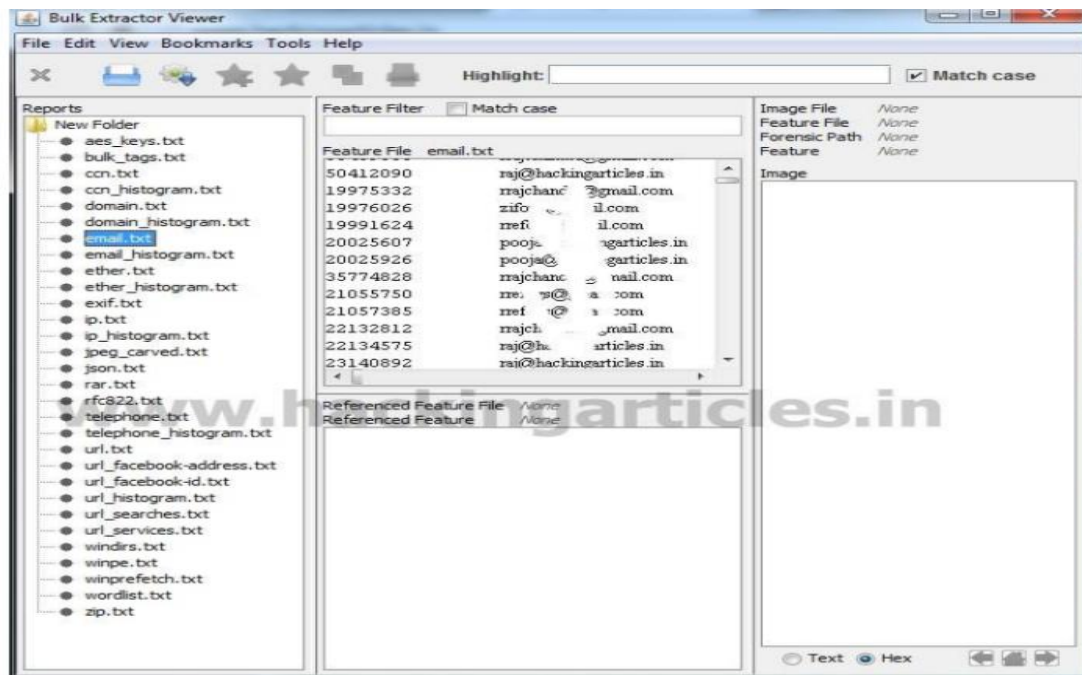 Bulk Extractor Viewer
File Edit View Bookmarks Tools Help
Highlight: Match case
Reports
New Folder
aes_keys.txt
bulk_tags.txt
ccn.txt
ccn_histogram.txt
domain.txt
domain_histogram.txt
email.txt
email_histogram.txt
ether.txt
ether_histogram.txt
exif.txt
ip.txt
ip_histogram.txt
jpeg_carved.txt
json.txt
rar.txt
rfc822.txt
telephone.txt
telephone_histogram.txt
url.txt
url_facebook-address.txt
url_facebook-id.txt
url_histogram.txt
url_searches.txt
url_services.txt
windirs.txt
winpe.txt
winprefetch.txt
wordlist.txt
zip.txt
Feature Filter Match case
Feature File email.txt
50412090 raj@hackingarticles.in
19975332
19976026
19991624
20025607
20025926
35774828
21055750
21057385
22132812
22134575
23140892 raj@hackingarticles.in
Referenced Feature File None
Referenced Feature None
Image File None
Feature File None
Forensic Path None
Feature None
Image
Text Hex
www.hackingarticles.in